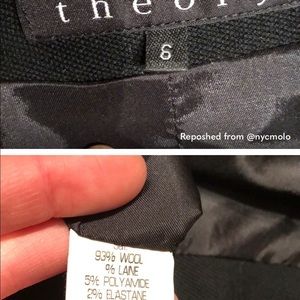 theory
6
Reposhed from @nycmolo
93% WOOL
% LAINE
5% POLYAMIDE
2% ELASTANE